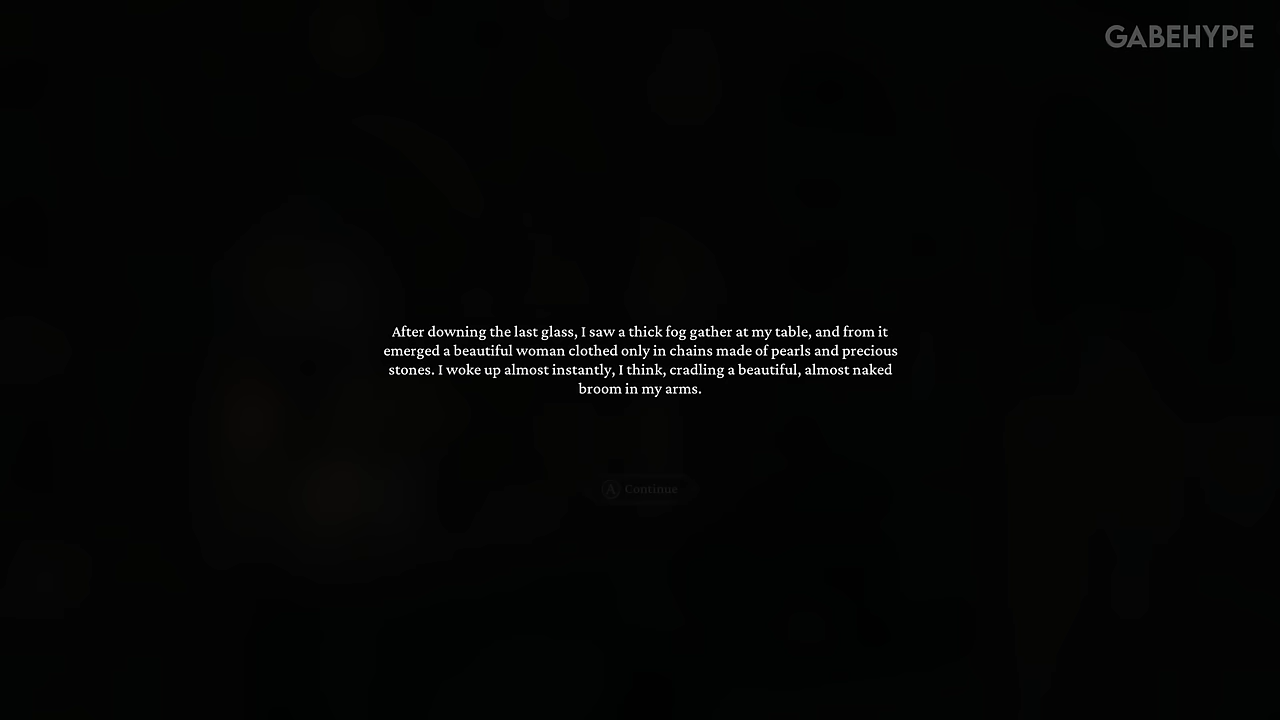 GABEHYPE
After downing the last glass, I saw a thick fog gather at my table, and from it
emerged a beautiful woman clothed only in chains made of pearls and precious
stones. I woke up almost instantly, I think, cradling a beautiful, almost naked
broom in my arms.
A Continue